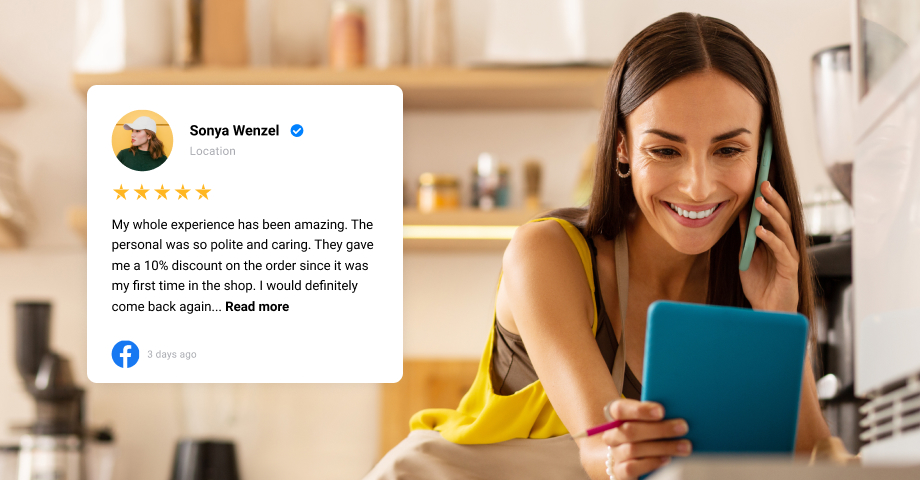 Sonya Wenzel
Location
My whole experience has been amazing. The
personal was so polite and caring. They gave
me a 10% discount on the order since it was
my first time in the shop. I would definitely
come back again... Read more
3 days ago